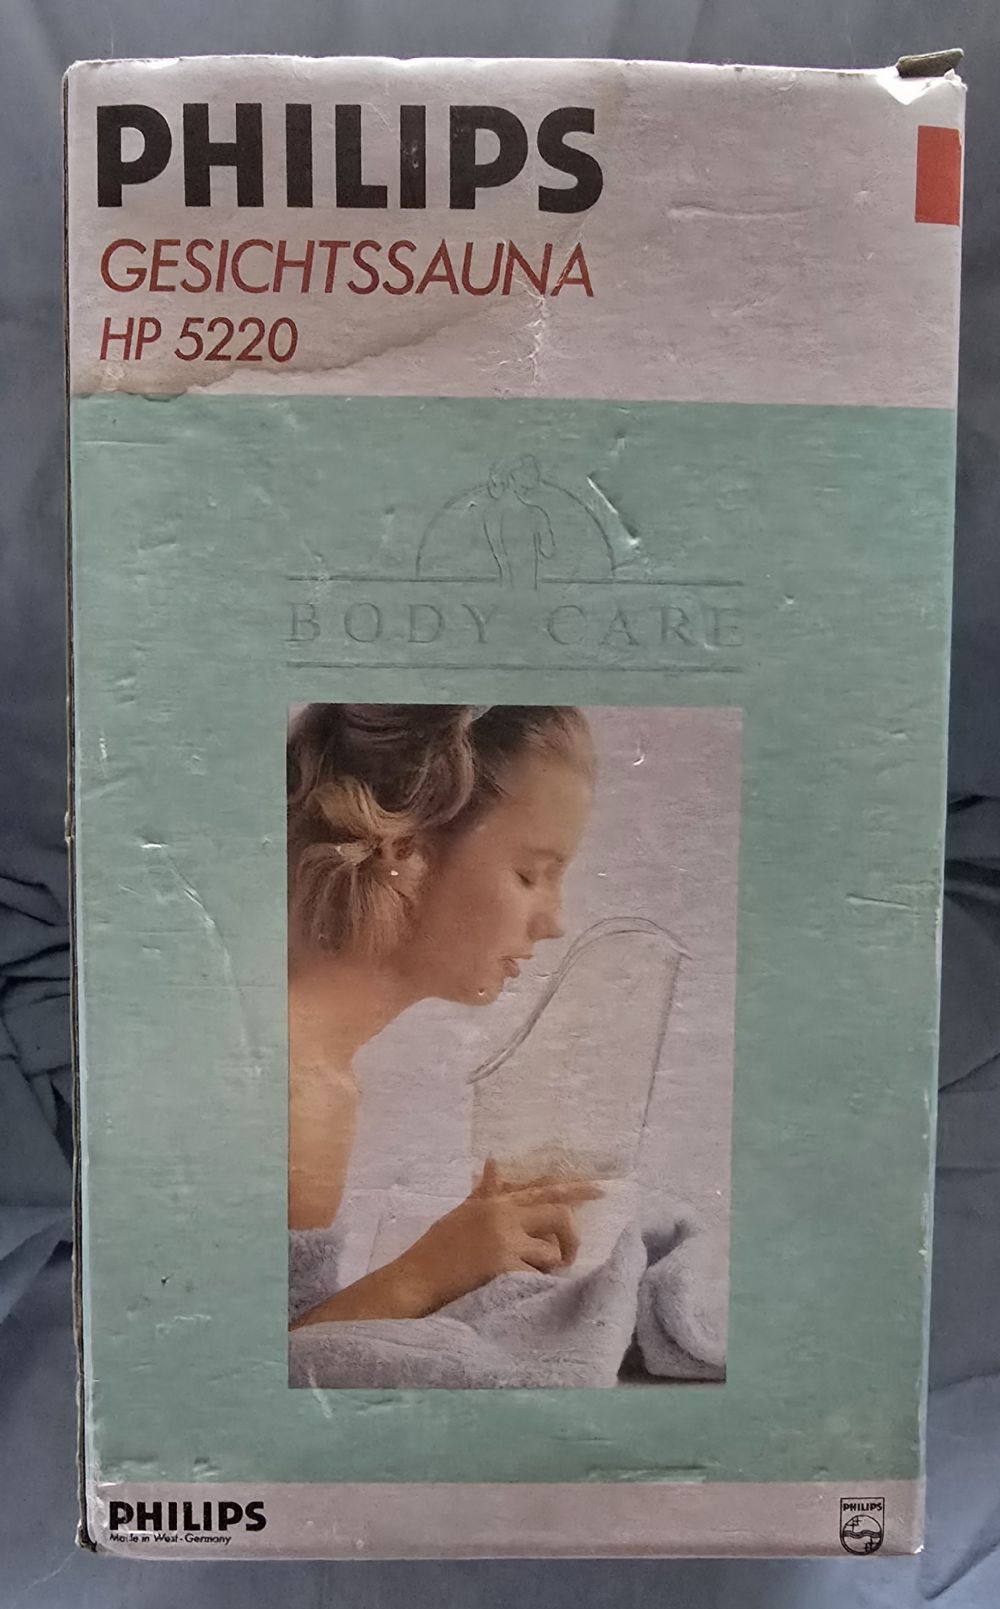 PHILIPS
GESICHTSSAUNA
HP 5220
BODY CARE
PHILIPS
Made in West-Germany
PHILIPS